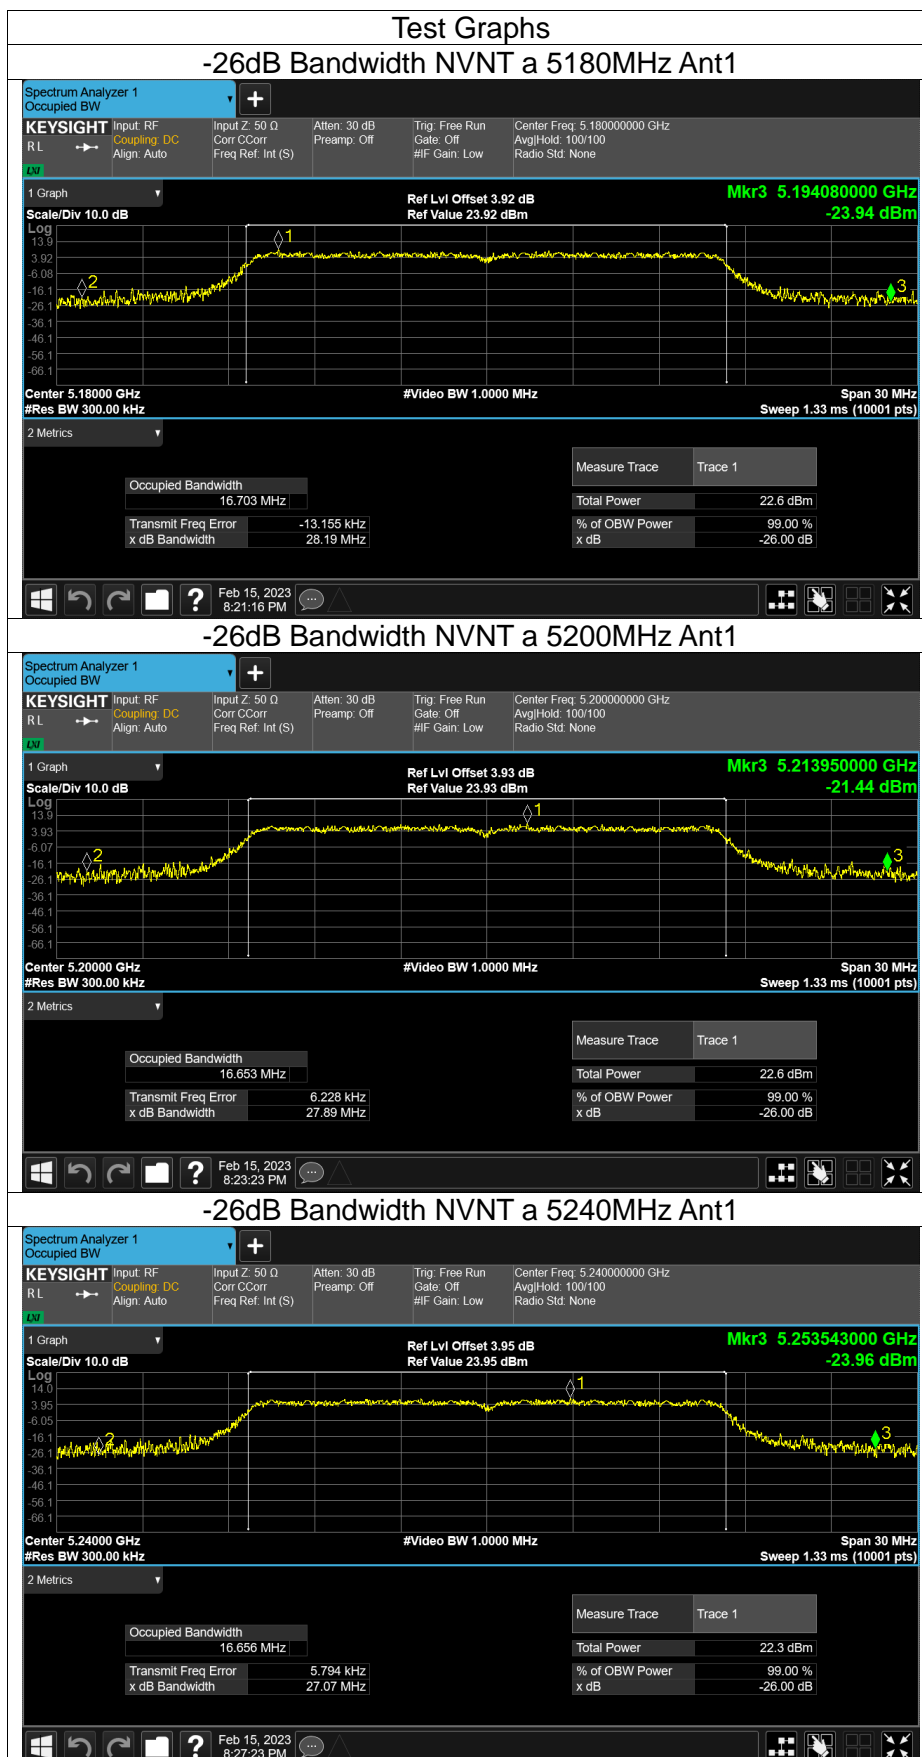 Test Graphs
-26dB Bandwidth NVNT a 5180MHz Ant1
Spectrum Analyzer 1
Occupied BW
KEYSIGHT Input: RF Input Z: 50 Ω Atten: 30 dB Trig: Free Run Center Freq: 5.180000000 GHz
R L Coupling: DC Corr CCorr Preamp: Off Gate: Off Avg|Hold: 100/100
Align: Auto Freq Ref: Int (S) #IF Gain: Low Radio Std: None
LXI
1 Graph Ref Lvl Offset 3.92 dB Mkr3 5.194080000 GHz
Scale/Div 10.0 dB Ref Value 23.92 dBm -23.94 dBm
Log
13.9
3.92
-6.08
-16.1
-26.1
-36.1
-46.1
-56.1
-66.1
1
2
3
Center 5.18000 GHz #Video BW 1.0000 MHz Span 30 MHz
#Res BW 300.00 kHz Sweep 1.33 ms (10001 pts)
2 Metrics
Measure Trace Trace 1
Occupied Bandwidth
16.703 MHz Total Power 22.6 dBm
Transmit Freq Error -13.155 kHz % of OBW Power 99.00 %
x dB Bandwidth 28.19 MHz x dB -26.00 dB
Feb 15, 2023
8:21:16 PM
-26dB Bandwidth NVNT a 5200MHz Ant1
Spectrum Analyzer 1
Occupied BW
KEYSIGHT Input: RF Input Z: 50 Ω Atten: 30 dB Trig: Free Run Center Freq: 5.200000000 GHz
R L Coupling: DC Corr CCorr Preamp: Off Gate: Off Avg|Hold: 100/100
Align: Auto Freq Ref: Int (S) #IF Gain: Low Radio Std: None
LXI
1 Graph Ref Lvl Offset 3.93 dB Mkr3 5.213950000 GHz
Scale/Div 10.0 dB Ref Value 23.93 dBm -21.44 dBm
Log
13.9
3.93
-6.07
-16.1
-26.1
-36.1
-46.1
-56.1
-66.1
1
2
3
Center 5.20000 GHz #Video BW 1.0000 MHz Span 30 MHz
#Res BW 300.00 kHz Sweep 1.33 ms (10001 pts)
2 Metrics
Measure Trace Trace 1
Occupied Bandwidth
16.653 MHz Total Power 22.6 dBm
Transmit Freq Error 6.228 kHz % of OBW Power 99.00 %
x dB Bandwidth 27.89 MHz x dB -26.00 dB
Feb 15, 2023
8:23:23 PM
-26dB Bandwidth NVNT a 5240MHz Ant1
Spectrum Analyzer 1
Occupied BW
KEYSIGHT Input: RF Input Z: 50 Ω Atten: 30 dB Trig: Free Run Center Freq: 5.240000000 GHz
R L Coupling: DC Corr CCorr Preamp: Off Gate: Off Avg|Hold: 100/100
Align: Auto Freq Ref: Int (S) #IF Gain: Low Radio Std: None
LXI
1 Graph Ref Lvl Offset 3.95 dB Mkr3 5.253543000 GHz
Scale/Div 10.0 dB Ref Value 23.95 dBm -23.96 dBm
Log
14.0
3.95
-6.05
-16.1
-26.1
-36.1
-46.1
-56.1
-66.1
1
2
3
Center 5.24000 GHz #Video BW 1.0000 MHz Span 30 MHz
#Res BW 300.00 kHz Sweep 1.33 ms (10001 pts)
2 Metrics
Measure Trace Trace 1
Occupied Bandwidth
16.656 MHz Total Power 22.3 dBm
Transmit Freq Error 5.794 kHz % of OBW Power 99.00 %
x dB Bandwidth 27.07 MHz x dB -26.00 dB
Feb 15, 2023
8:27:23 PM